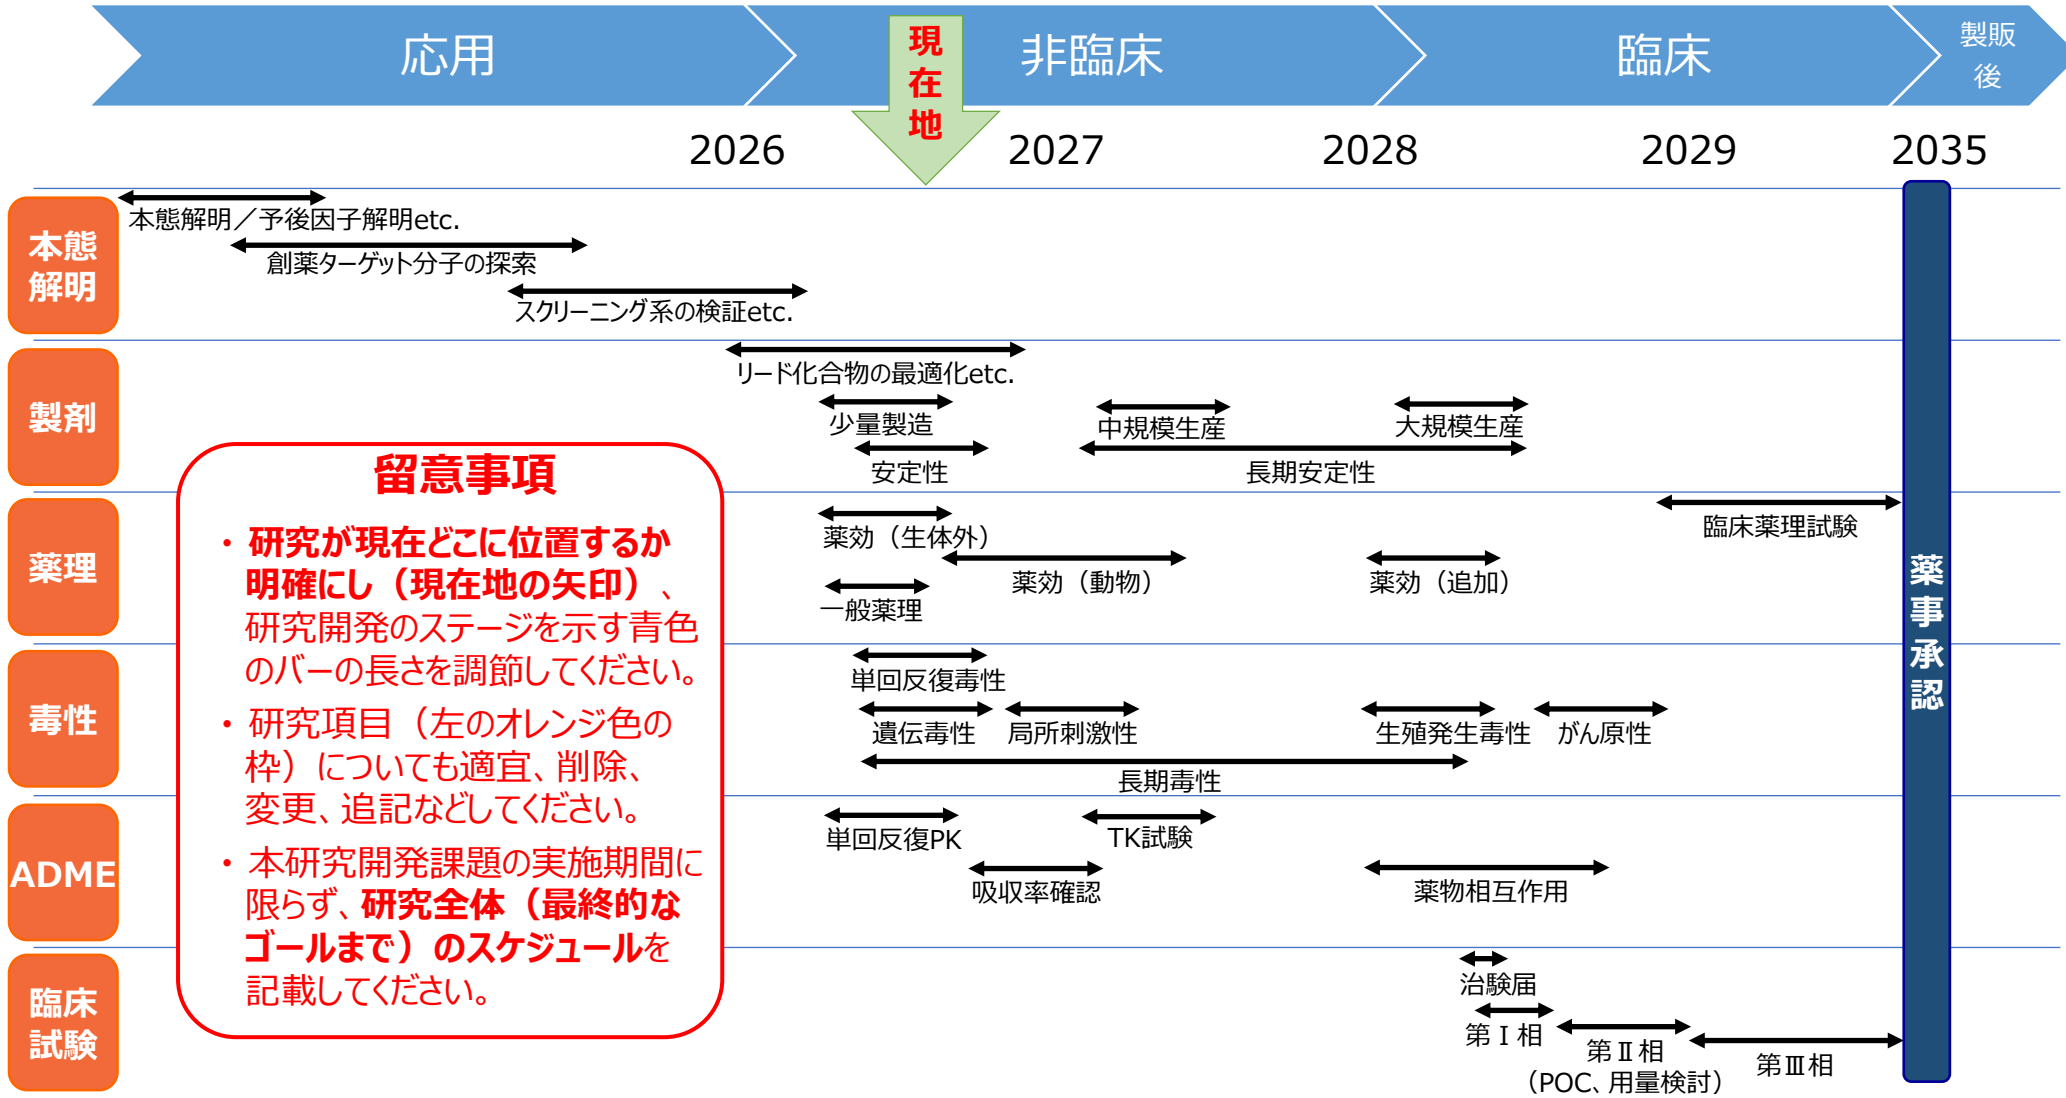 応用
非臨床
臨床
製販
後
現
在
地
2026
2027
2028
2029
2035
本態
解明
本態解明／予後因子解明etc.
創薬ターゲット分子の探索
スクリーニング系の検証etc.
製剤
リード化合物の最適化etc.
少量製造
中規模生産
大規模生産
安定性
長期安定性
薬理
薬効（生体外）
臨床薬理試験
薬効（動物）
薬効（追加）
一般薬理
毒性
単回反復毒性
遺伝毒性
局所刺激性
生殖発生毒性
がん原性
長期毒性
ADME
単回反復PK
TK試験
吸収率確認
薬物相互作用
臨床
試験
治験届
第Ⅰ相
第Ⅱ相
（POC、用量検討）
第Ⅲ相
薬
事
承
認
留意事項
・研究が現在どこに位置するか
明確にし（現在地の矢印）、
研究開発のステージを示す青色
のバーの長さを調節してください。
・研究項目（左のオレンジ色の
枠）についても適宜、削除、
変更、追記などしてください。
・本研究開発課題の実施期間に
限らず、研究全体（最終的な
ゴールまで）のスケジュールを
記載してください。